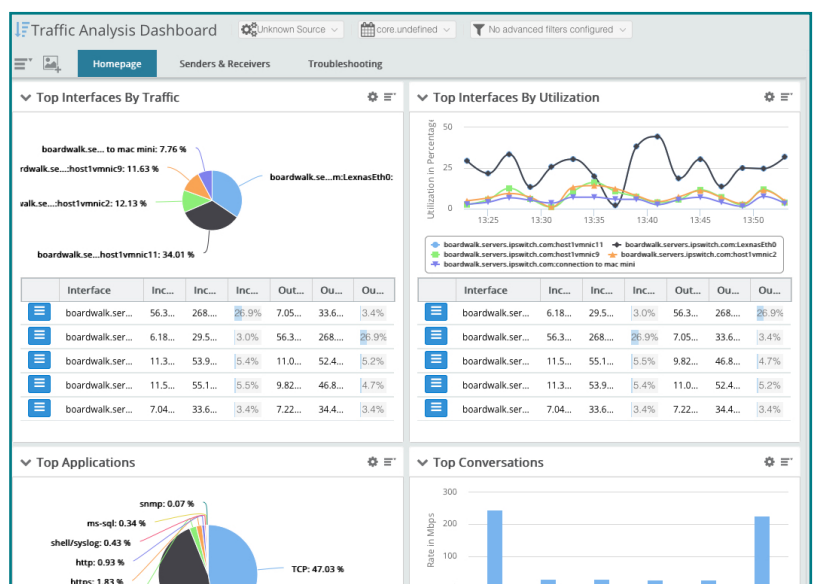 Traffic Analysis Dashboard
Unknown Source
core.undefined
No advanced filters configured
Homepage
Senders & Receivers
Troubleshooting
Top Interfaces By Traffic
boardwalk.se... to mac mini: 7.76 %
rdwalk.se...:host1vmnic9: 11.63 %
boardwalk.se...m:LexnasEth0:
valk.se...:host1vmnic2: 12.13 %
boardwalk.se...host1vmnic11: 34.01 %
Interface Inc... Inc... Inc... Out... Ou... Ou...
boardwalk.ser... 56.3... 268.... 26.9% 7.05... 33.6... 3.4%
boardwalk.ser... 6.18... 29.5... 3.0% 56.3... 268.... 26.9%
boardwalk.ser... 11.3... 53.9... 5.4% 11.0... 52.4... 5.2%
boardwalk.ser... 11.5... 55.1... 5.5% 9.82... 46.8... 4.7%
boardwalk.ser... 7.04... 33.6... 3.4% 7.22... 34.4... 3.4%
Top Interfaces By Utilization
Utilization in Percentage
50
25
0
13:25 13:30 13:35 13:40 13:45 13:50
boardwalk.servers.ipswitch.com:host1vmnic11 boardwalk.servers.ipswitch.com:LexnasEth0
boardwalk.servers.ipswitch.com:host1vmnic9 boardwalk.servers.ipswitch.com:host1vmnic2
boardwalk.servers.ipswitch.com:connection to mac mini
Interface Inc... Inc... Inc... Out... Ou... Ou...
boardwalk.ser... 6.18... 29.5... 3.0% 56.3... 268.... 26.9%
boardwalk.ser... 56.3... 268.... 26.9% 7.05... 33.6... 3.4%
boardwalk.ser... 11.5... 55.1... 5.5% 9.82... 46.8... 4.7%
boardwalk.ser... 11.3... 53.9... 5.4% 11.0... 52.4... 5.2%
boardwalk.ser... 7.04... 33.6... 3.4% 7.22... 34.4... 3.4%
Top Applications
snmp: 0.07 %
ms-sql: 0.34 %
shell/syslog: 0.43 %
http: 0.93 %
https: 1.83 %
TCP: 47.03 %
Top Conversations
Rate in Mbps
300
200
100